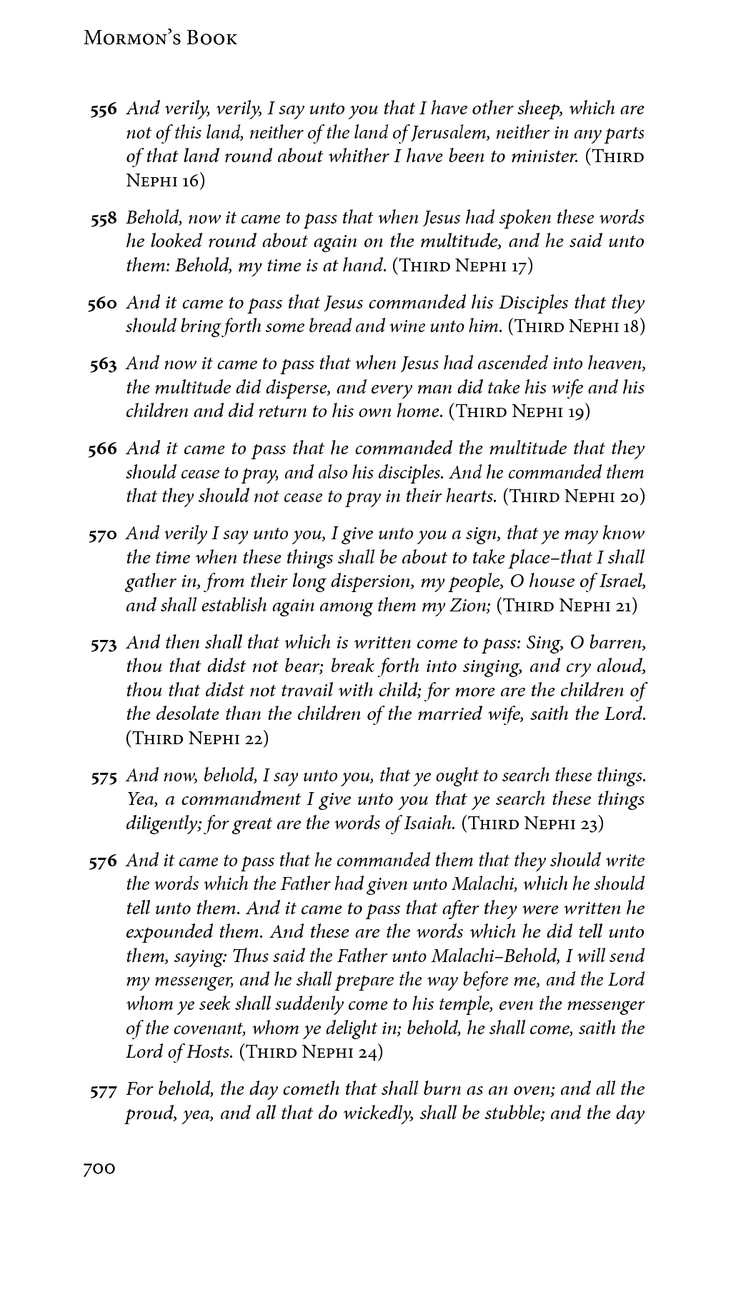 Mormon's Book
556 And verily, verily, I say unto you that I have other sheep, which are
not of this land, neither of the land of Jerusalem, neither in any parts
of that land round about whither I have been to minister. (Third
Nephi 16)
558 Behold, now it came to pass that when Jesus had spoken these words
he looked round about again on the multitude, and he said unto
them: Behold, my time is at hand. (Third Nephi 17)
560 And it came to pass that Jesus commanded his Disciples that they
should bring forth some bread and wine unto him. (Third Nephi 18)
563 And now it came to pass that when Jesus had ascended into heaven,
the multitude did disperse, and every man did take his wife and his
children and did return to his own home. (Third Nephi 19)
566 And it came to pass that he commanded the multitude that they
should cease to pray, and also his disciples. And he commanded them
that they should not cease to pray in their hearts. (Third Nephi 20)
570 And verily I say unto you, I give unto you a sign, that ye may know
the time when these things shall be about to take place–that I shall
gather in, from their long dispersion, my people, O house of Israel,
and shall establish again among them my Zion; (Third Nephi 21)
573 And then shall that which is written come to pass: Sing, O barren,
thou that didst not bear; break forth into singing, and cry aloud,
thou that didst not travail with child; for more are the children of
the desolate than the children of the married wife, saith the Lord.
(Third Nephi 22)
575 And now, behold, I say unto you, that ye ought to search these things.
Yea, a commandment I give unto you that ye search these things
diligently; for great are the words of Isaiah. (Third Nephi 23)
576 And it came to pass that he commanded them that they should write
the words which the Father had given unto Malachi, which he should
tell unto them. And it came to pass that after they were written he
expounded them. And these are the words which he did tell unto
them, saying: Thus said the Father unto Malachi–Behold, I will send
my messenger, and he shall prepare the way before me, and the Lord
whom ye seek shall suddenly come to his temple, even the messenger
of the covenant, whom ye delight in; behold, he shall come, saith the
Lord of Hosts. (Third Nephi 24)
577 For behold, the day cometh that shall burn as an oven; and all the
proud, yea, and all that do wickedly, shall be stubble; and the day
700